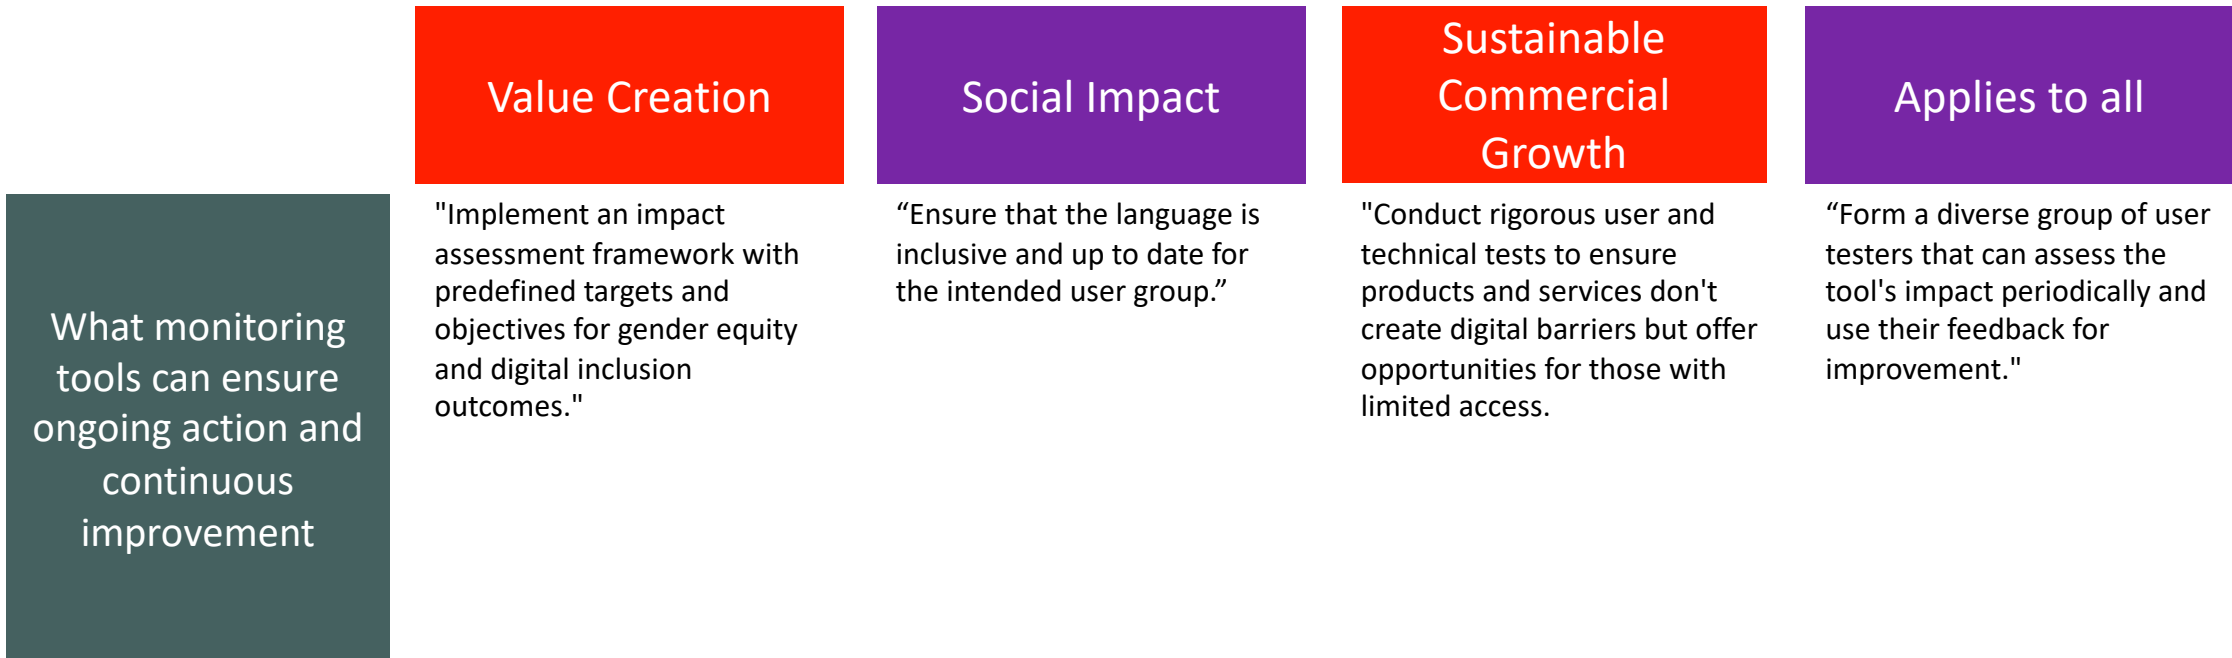 Value Creation
Social Impact
Sustainable
Commercial
Growth
Applies to all
What monitoring
tools can ensure
ongoing action and
continuous
improvement
"Implement an impact
assessment framework with
predefined targets and
objectives for gender equity
and digital inclusion
outcomes."
“Ensure that the language is
inclusive and up to date for
the intended user group.”
"Conduct rigorous user and
technical tests to ensure
products and services don't
create digital barriers but offer
opportunities for those with
limited access.
“Form a diverse group of user
testers that can assess the
tool's impact periodically and
use their feedback for
improvement."